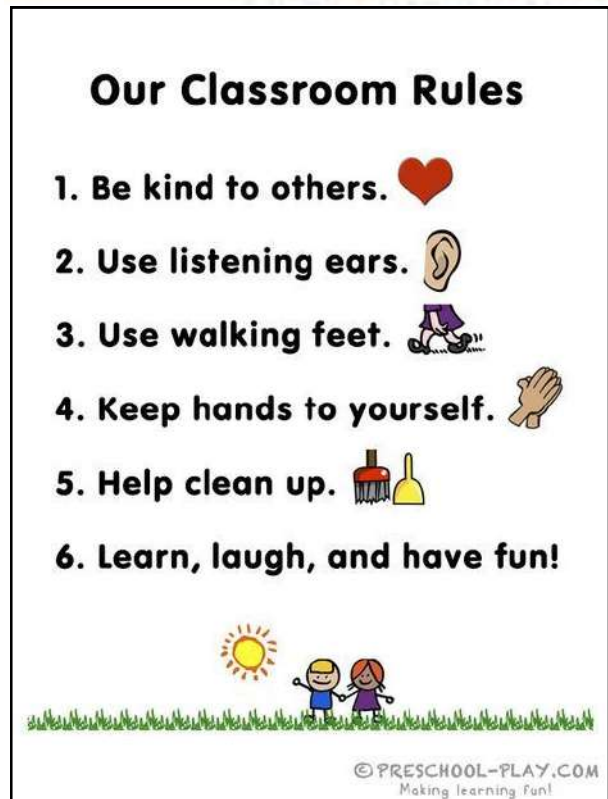 Our Classroom Rules
1. Be kind to others.
2. Use listening ears.
3. Use walking feet.
4. Keep hands to yourself.
5. Help clean up.
6. Learn, laugh, and have fun!
© PRESCHOOL-PLAY.COM
Making learning fun!